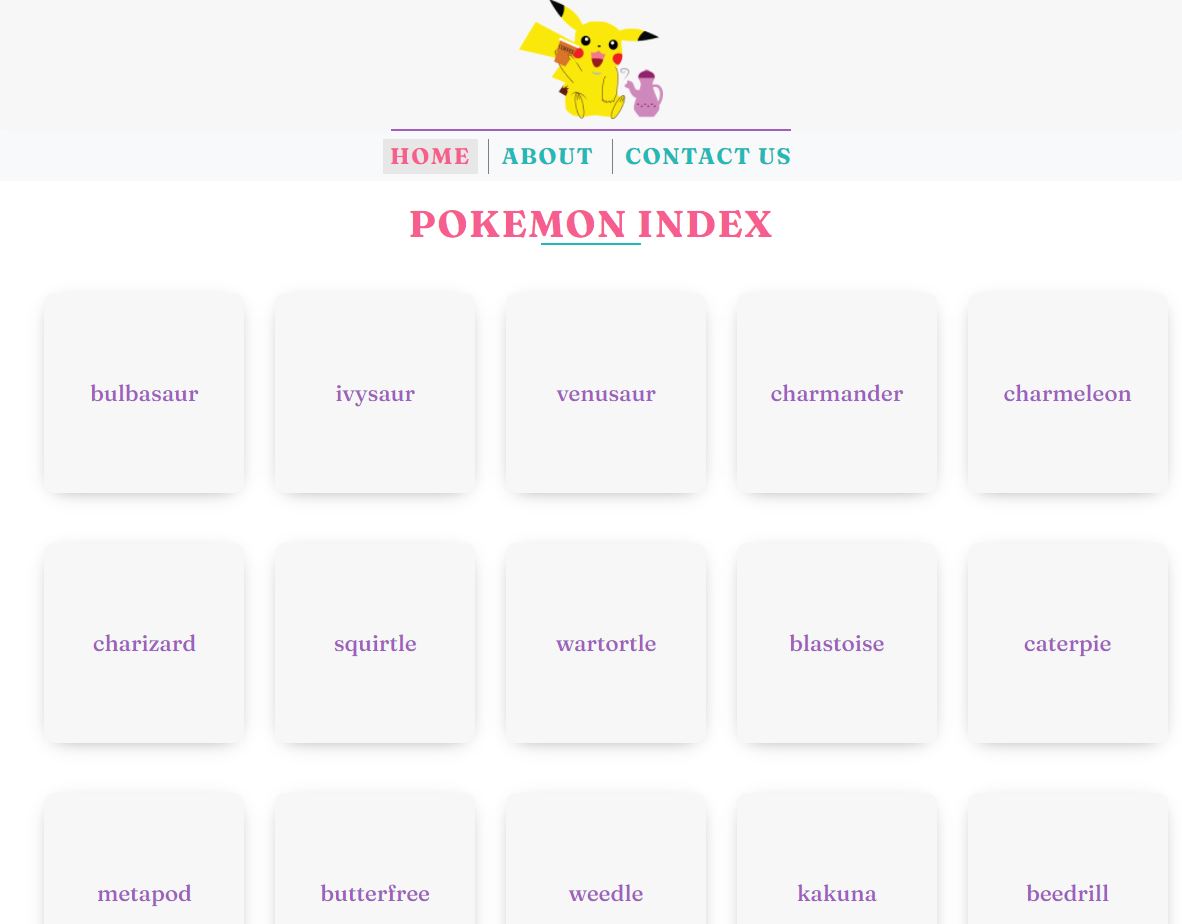 HOME ABOUT CONTACT US
POKEMON INDEX
bulbasaur ivysaur venusaur charmander charmeleon
charizard squirtle wartortle blastoise caterpie
metapod butterfree weedle kakuna beedrill